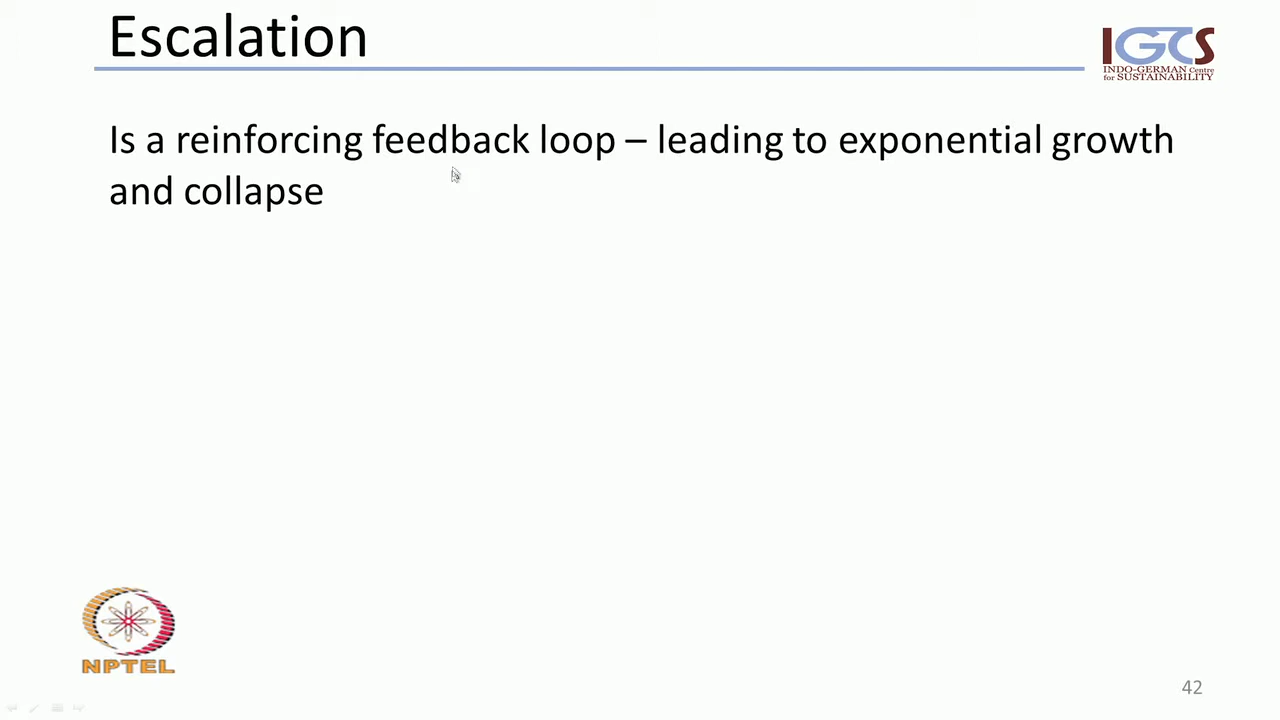 Escalation
IGCS
INDO-GERMAN Centre
for SUSTAINABILITY
Is a reinforcing feedback loop – leading to exponential growth
and collapse
NPTEL
42